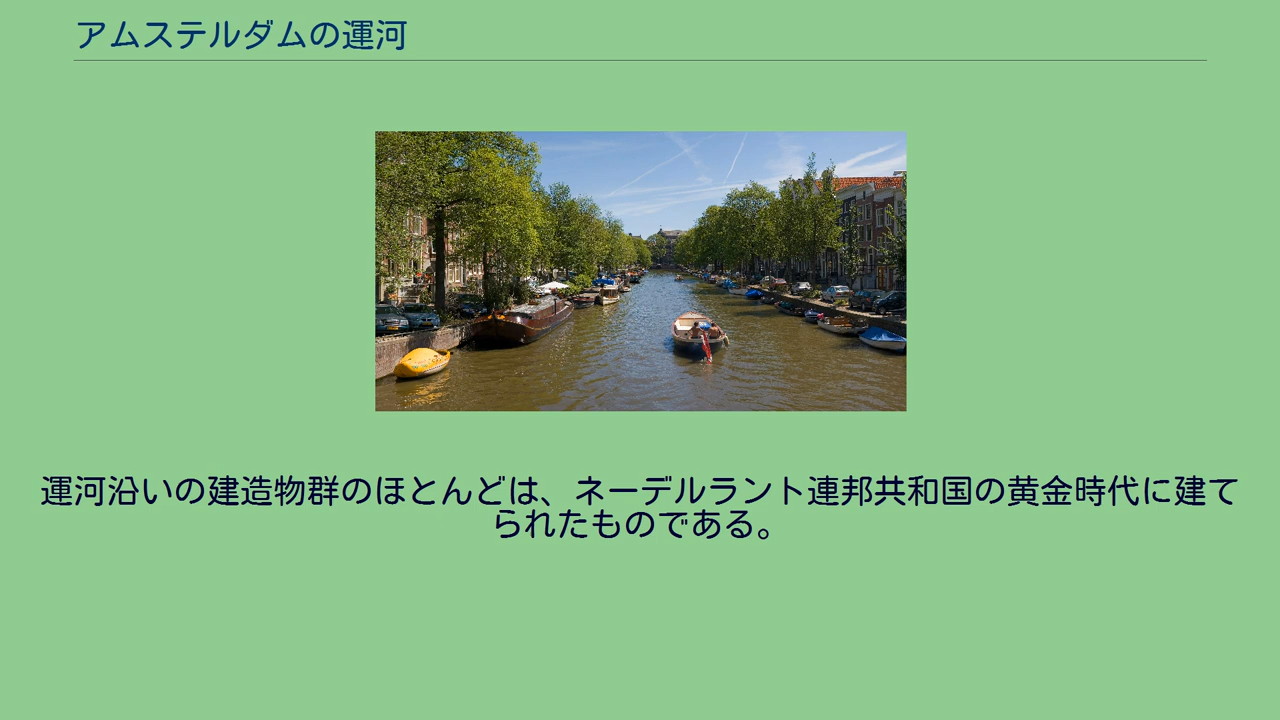 アムステルダムの運河
運河沿いの建造物群のほとんどは、ネーデルラント連邦共和国の黄金時代に建て
られたものである。